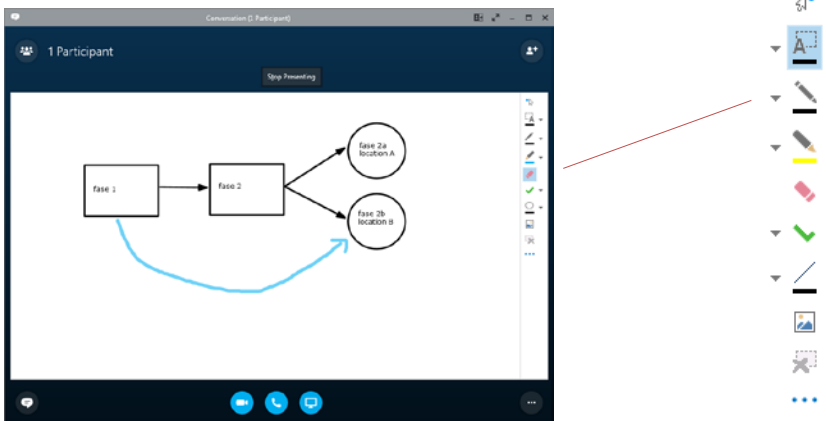 Conversation (1 Participant)
1 Participant
Stop Presenting
fase 1
fase 2
fase 2a
location A
fase 2b
location B
A
A